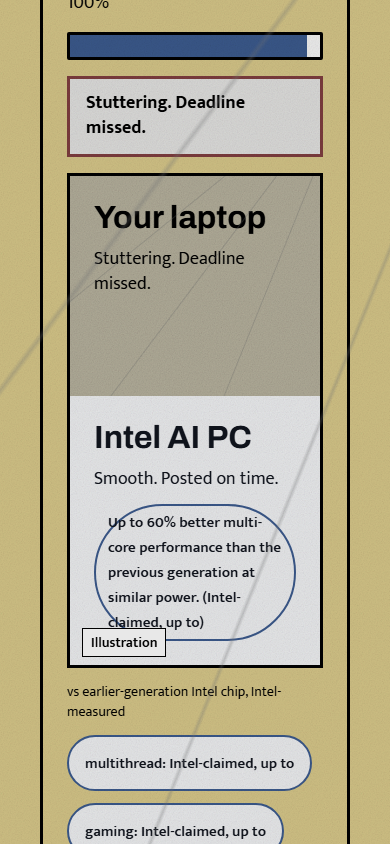 100%
Stuttering. Deadline
missed.
Your laptop
Stuttering. Deadline
missed.
Intel AI PC
Smooth. Posted on time.
Up to 60% better multi-
core performance than the
previous generation at
similar power. (Intel-
claimed, up to)
Illustration
vs earlier-generation Intel chip, Intel-
measured
multithread: Intel-claimed, up to
gaming: Intel-claimed, up to